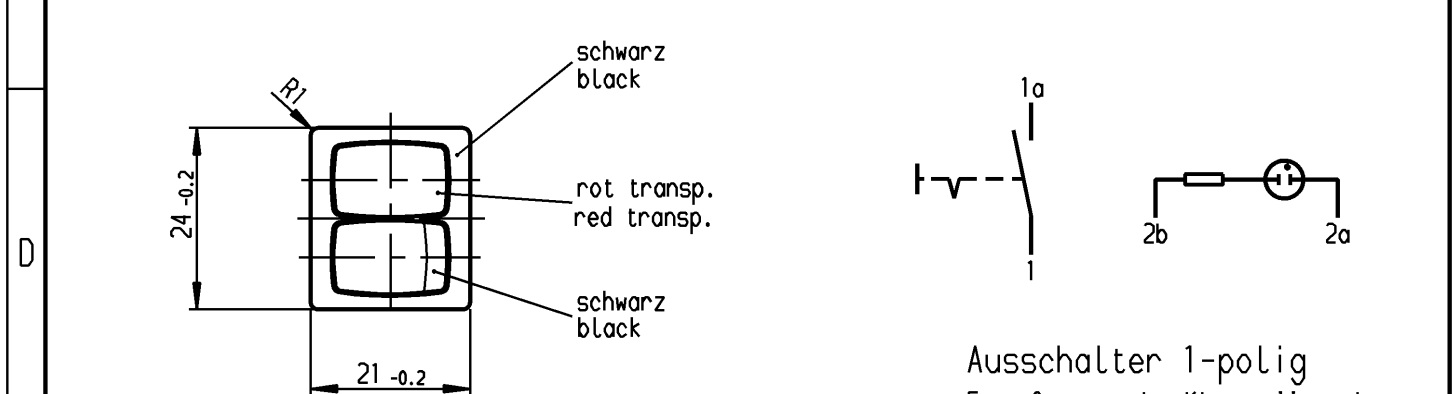 schwarz
black
R1
1a
24 -0.2
rot transp.
red transp.
D
2b
2a
1
schwarz
black
Ausschalter 1-polig
21 -0.2